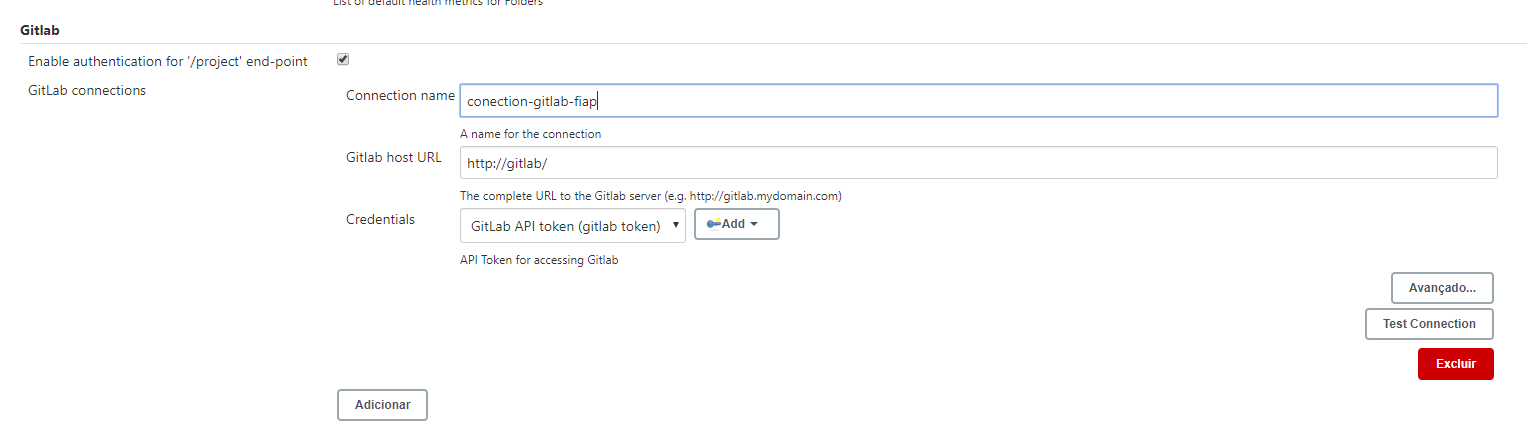 List of default health metrics for Folders
Gitlab
Enable authentication for '/project' end-point
GitLab connections
Connection name
conection-gitlab-fiap
A name for the connection
Gitlab host URL
http://gitlab/
The complete URL to the Gitlab server (e.g. http://gitlab.mydomain.com)
Credentials
GitLab API token (gitlab token)
Add
API Token for accessing Gitlab
Avançado...
Test Connection
Excluir
Adicionar